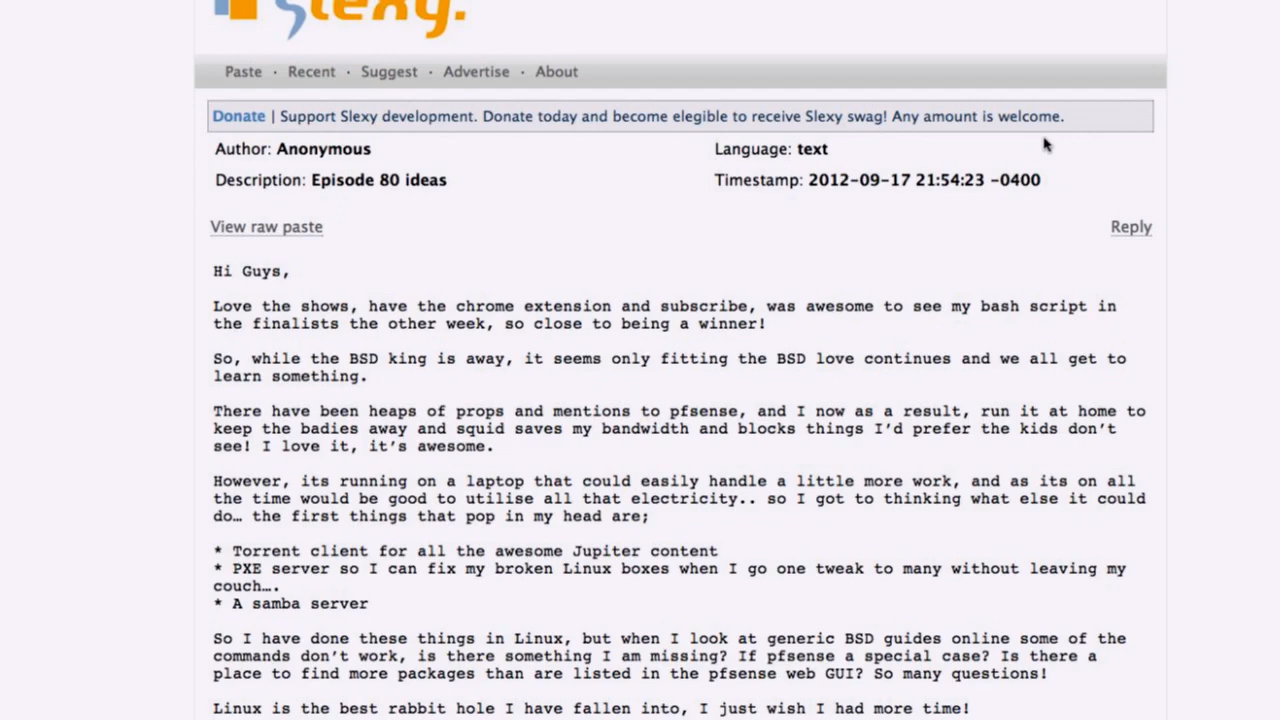 Slexy.
Paste · Recent · Suggest · Advertise · About
Donate | Support Slexy development. Donate today and become elegible to receive Slexy swag! Any amount is welcome.
Author: Anonymous
Language: text
Description: Episode 80 ideas
Timestamp: 2012-09-17 21:54:23 -0400
View raw paste
Reply
Hi Guys,
Love the shows, have the chrome extension and subscribe, was awesome to see my bash script in
the finalists the other week, so close to being a winner!
So, while the BSD king is away, it seems only fitting the BSD love continues and we all get to
learn something.
There have been heaps of props and mentions to pfsense, and I now as a result, run it at home to
keep the badies away and squid saves my bandwidth and blocks things I'd prefer the kids don't
see! I love it, it's awesome.
However, its running on a laptop that could easily handle a little more work, and as its on all
the time would be good to utilise all that electricity.. so I got to thinking what else it could
do… the first things that pop in my head are;
* Torrent client for all the awesome Jupiter content
* PXE server so I can fix my broken Linux boxes when I go one tweak to many without leaving my
couch….
* A samba server
So I have done these things in Linux, but when I look at generic BSD guides online some of the
commands don't work, is there something I am missing? If pfsense a special case? Is there a
place to find more packages than are listed in the pfsense web GUI? So many questions!
Linux is the best rabbit hole I have fallen into, I just wish I had more time!